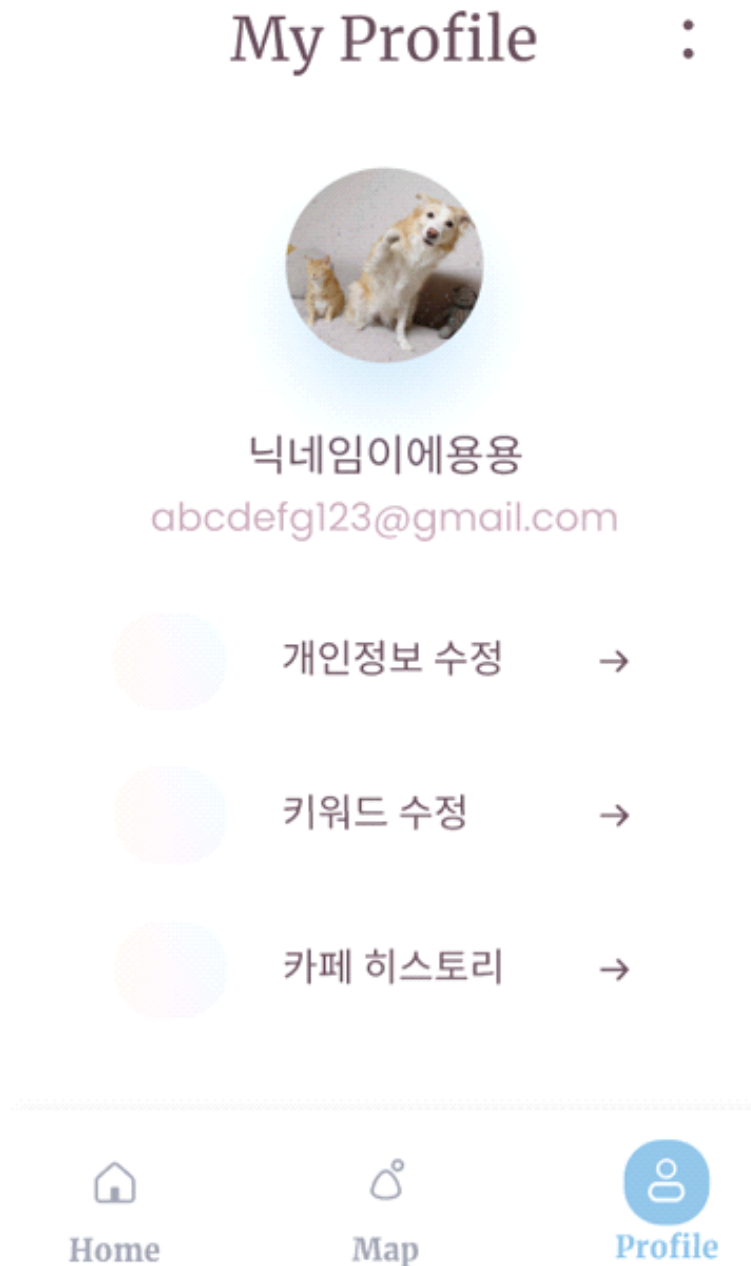 My Profile
닉네임이에용용
abcdefg123@gmail.com
개인정보 수정
키워드 수정
카페 히스토리
Home
Map
Profile